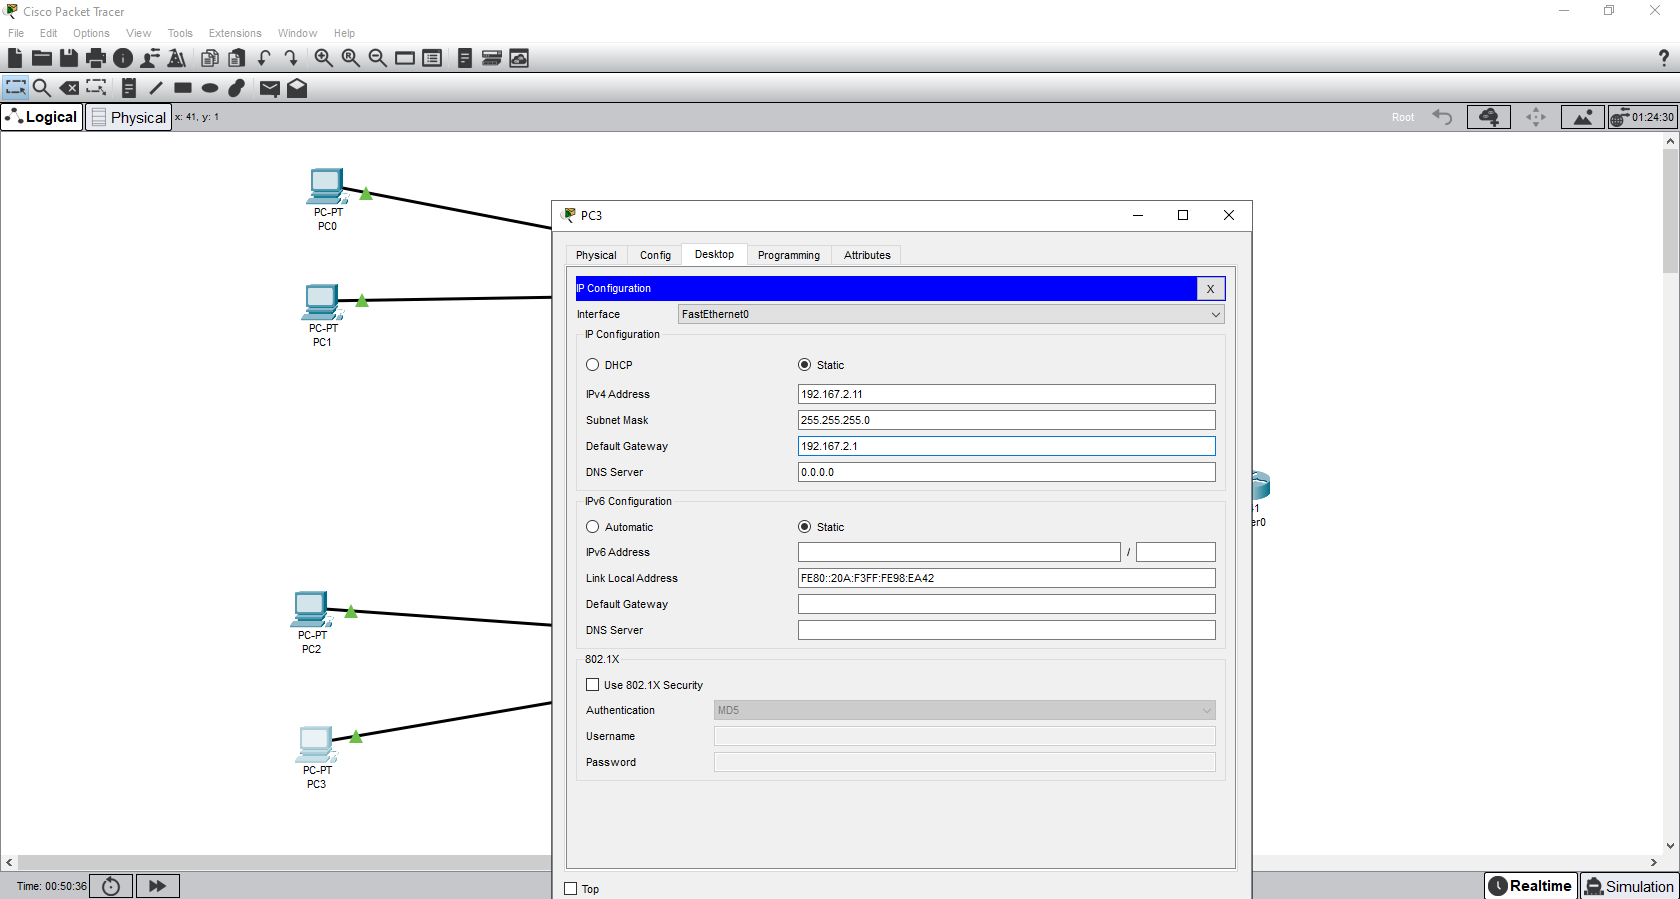 Cisco Packet Tracer
File Edit Options View Tools Extensions Window Help
?
Logical Physical x: 41, y: 1 Root 01:24:30
PC-PT
PC0
PC-PT
PC1
PC-PT
PC2
PC-PT
PC3
PC3
Physical Config Desktop Programming Attributes
IP Configuration X
Interface FastEthernet0
IP Configuration
DHCP Static
IPv4 Address 192.167.2.11
Subnet Mask 255.255.255.0
Default Gateway 192.167.2.1
DNS Server 0.0.0.0
IPv6 Configuration
Automatic Static
IPv6 Address /
Link Local Address FE80::20A:F3FF:FE98:EA42
Default Gateway
DNS Server
802.1X
Use 802.1X Security
Authentication MD5
Username
Password
Top
1
er0
Time: 00:50:36 Realtime Simulation